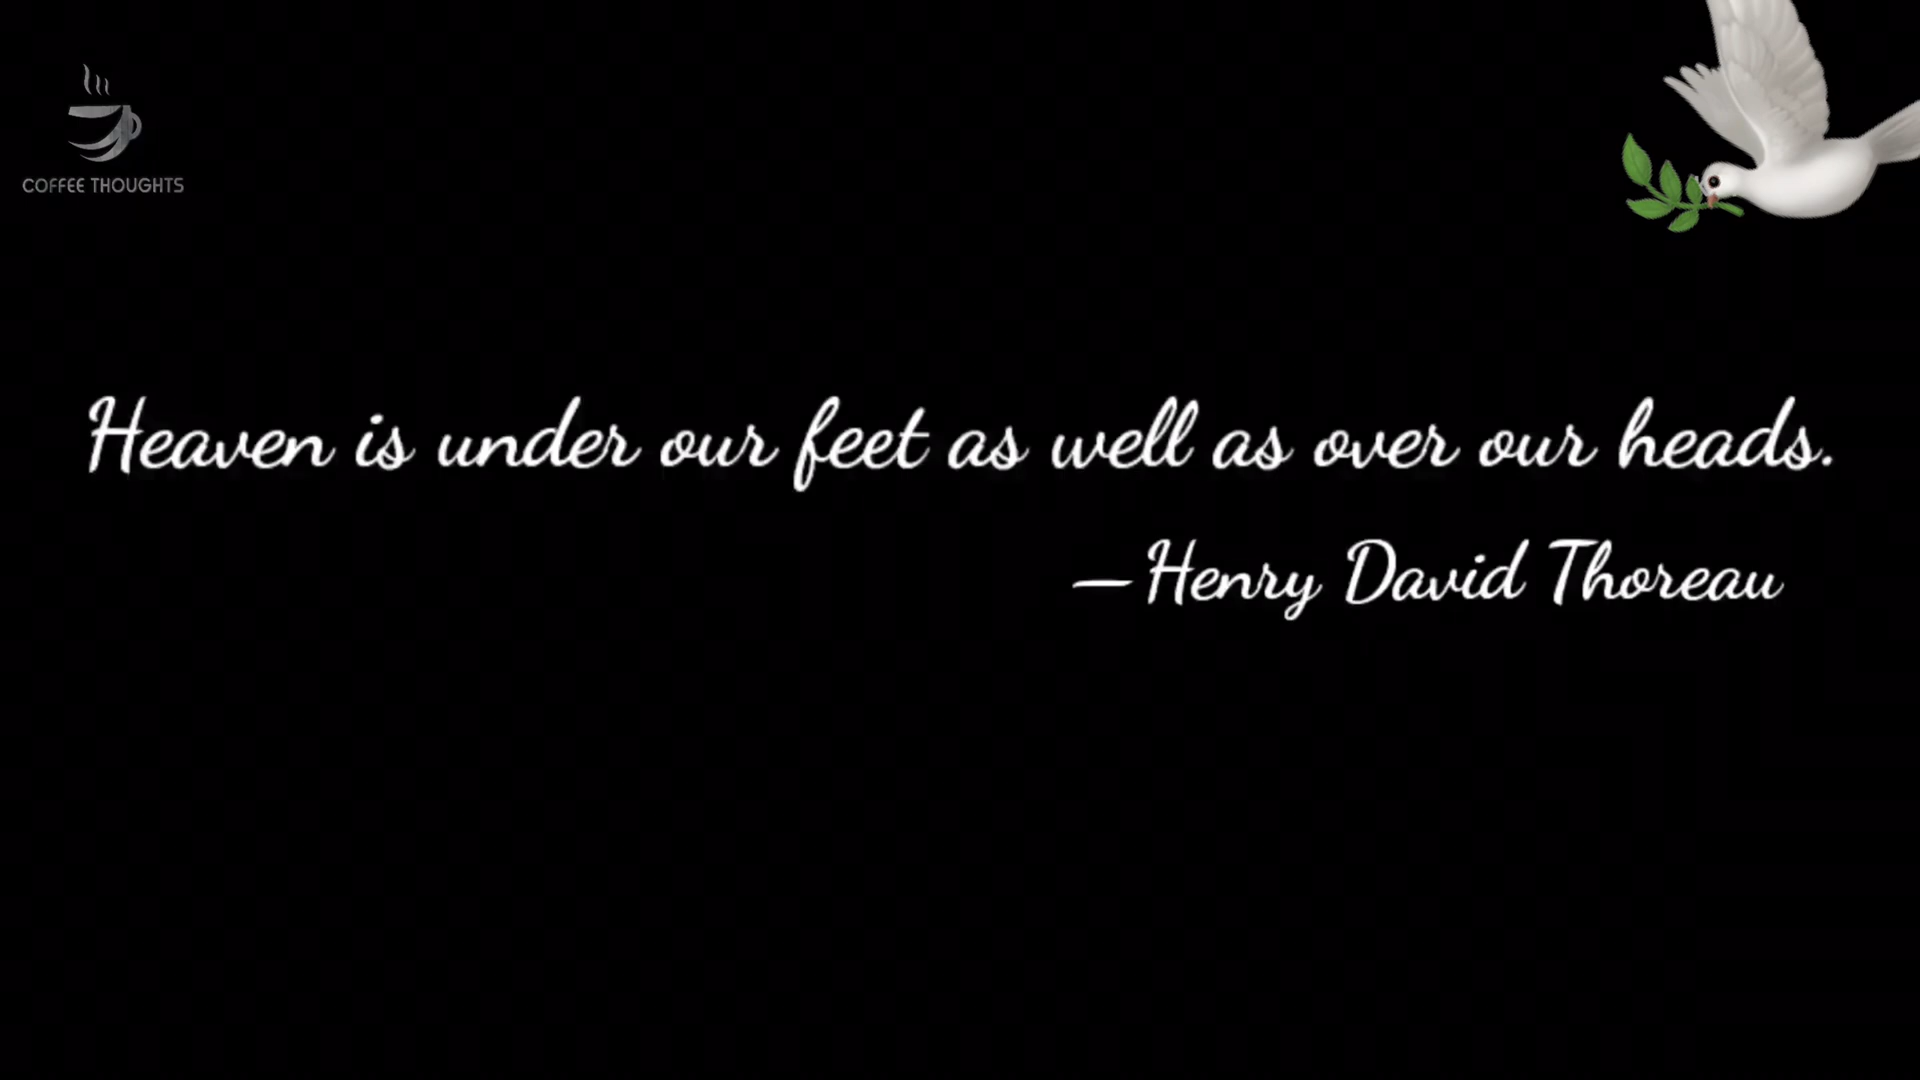 COFFEE THOUGHTS
Heaven is under our feet as well as over our heads.
—Henry David Thoreau